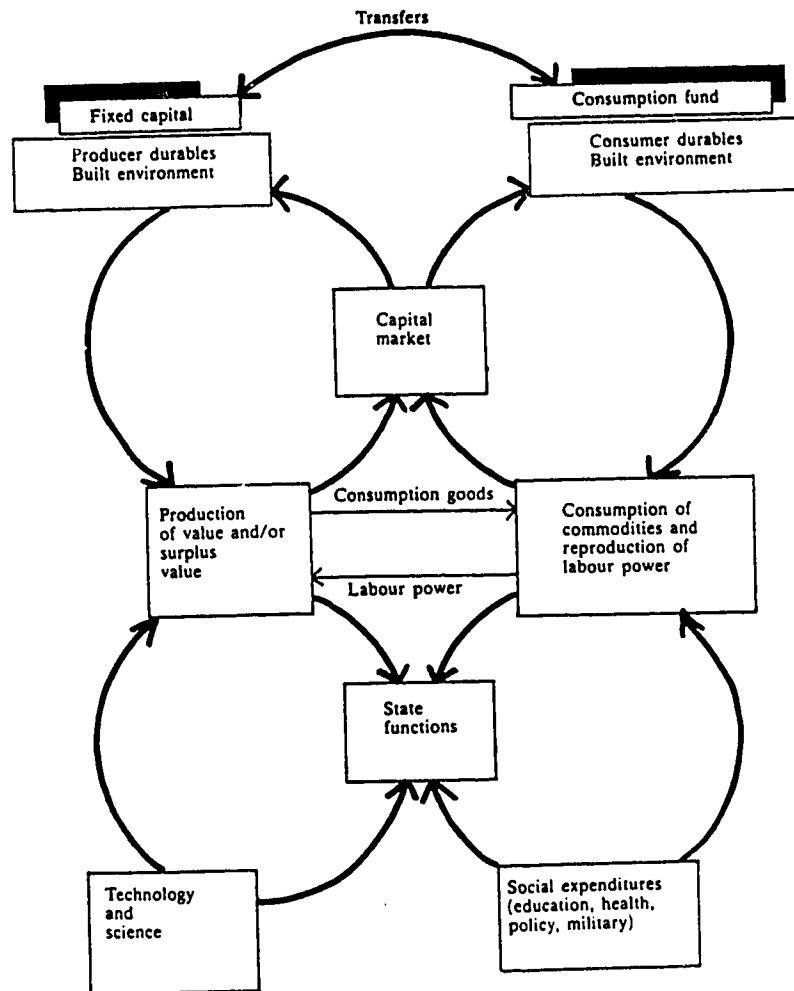 Transfers
Fixed capital
Producer durables
Built environment
Consumption fund
Consumer durables
Built environment
Capital
market
Production
of value and/or
surplus
value
Consumption goods
Labour power
Consumption of
commodities and
reproduction of
labour power
State
functions
Technology
and
science
Social expenditures
(education, health,
policy, military)